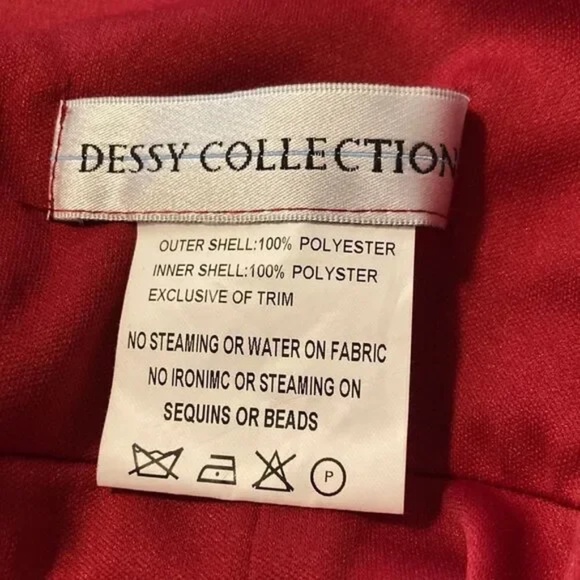 DESSY COLLECTION
OUTER SHELL:100% POLYESTER
INNER SHELL:100% POLYSTER
EXCLUSIVE OF TRIM
NO STEAMING OR WATER ON FABRIC
NO IRONIMC OR STEAMING ON
SEQUINS OR BEADS
P